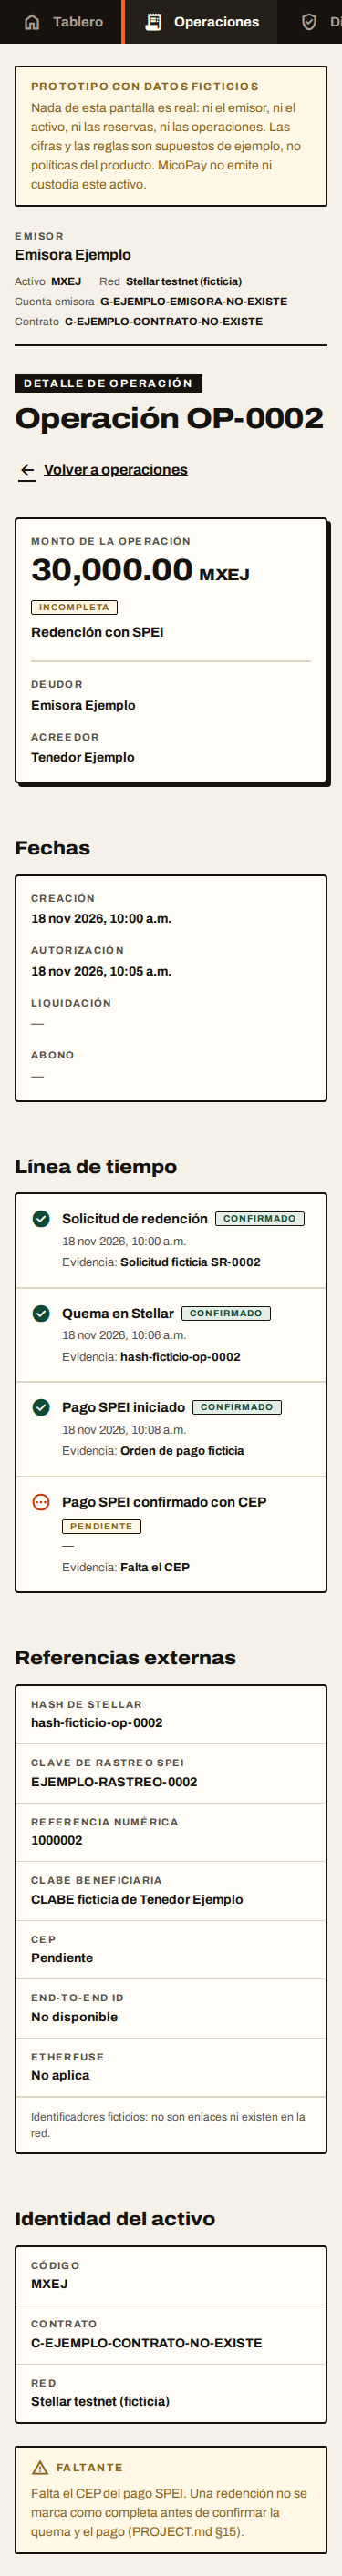 Tablero
Operaciones
PROTOTIPO CON DATOS FICTICIOS
Nada de esta pantalla es real: ni el emisor, ni el
activo, ni las reservas, ni las operaciones. Las
cifras y las reglas son supuestos de ejemplo, no
políticas del producto. MicoPay no emite ni
custodia este activo.
EMISOR
Emisora Ejemplo
Activo MXEJ Red Stellar testnet (ficticia)
Cuenta emisora G-EJEMPLO-EMISORA-NO-EXISTE
Contrato C-EJEMPLO-CONTRATO-NO-EXISTE
DETALLE DE OPERACIÓN
Operación OP-0002
Volver a operaciones
MONTO DE LA OPERACIÓN
30,000.00 MXEJ
INCOMPLETA
Redención con SPEI
DEUDOR
Emisora Ejemplo
ACREEDOR
Tenedor Ejemplo
Fechas
CREACIÓN
18 nov 2026, 10:00 a.m.
AUTORIZACIÓN
18 nov 2026, 10:05 a.m.
LIQUIDACIÓN
—
ABONO
—
Línea de tiempo
Solicitud de redención CONFIRMADO
18 nov 2026, 10:00 a.m.
Evidencia: Solicitud ficticia SR-0002
Quema en Stellar CONFIRMADO
18 nov 2026, 10:06 a.m.
Evidencia: hash-ficticio-op-0002
Pago SPEI iniciado CONFIRMADO
18 nov 2026, 10:08 a.m.
Evidencia: Orden de pago ficticia
Pago SPEI confirmado con CEP
PENDIENTE
—
Evidencia: Falta el CEP
Referencias externas
HASH DE STELLAR
hash-ficticio-op-0002
CLAVE DE RASTREO SPEI
EJEMPLO-RASTREO-0002
REFERENCIA NUMÉRICA
1000002
CLABE BENEFICIARIA
CLABE ficticia de Tenedor Ejemplo
CEP
Pendiente
END-TO-END ID
No disponible
ETHERFUSE
No aplica
Identificadores ficticios: no son enlaces ni existen en la
red.
Identidad del activo
CÓDIGO
MXEJ
CONTRATO
C-EJEMPLO-CONTRATO-NO-EXISTE
RED
Stellar testnet (ficticia)
FALTANTE
Falta el CEP del pago SPEI. Una redención no se
marca como completa antes de confirmar la
quema y el pago (PROJECT.md §15).